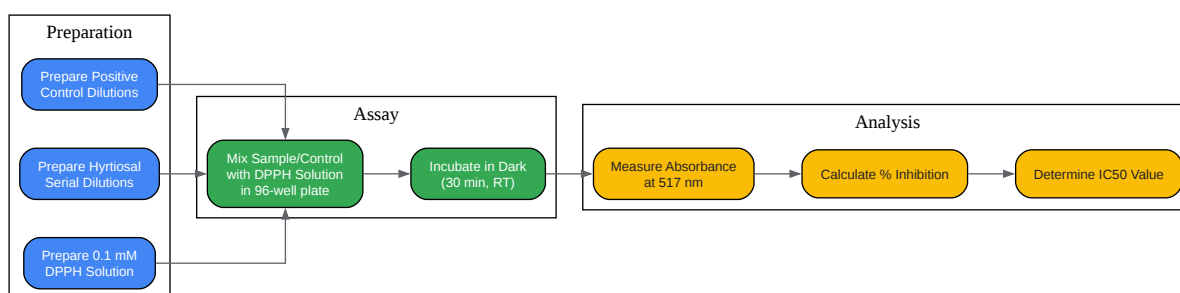 Preparation
Prepare Positive
Control Dilutions
Prepare Hyrtiosal
Serial Dilutions
Prepare 0.1 mM
DPPH Solution
Assay
Mix Sample/Control
with DPPH Solution
in 96-well plate
Incubate in Dark
(30 min, RT)
Analysis
Measure Absorbance
at 517 nm
Calculate % Inhibition
Determine IC50 Value